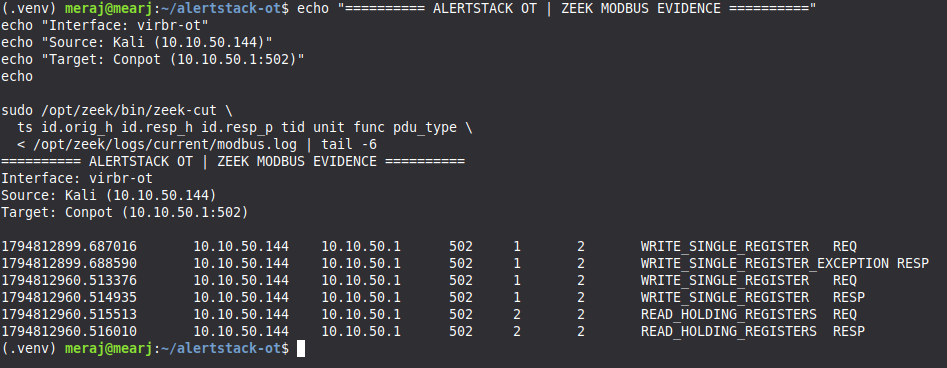 (.venv) meraj@mearj:~/alertstack-ot$ echo "========== ALERTSTACK OT | ZEEK MODBUS EVIDENCE =========="
echo "Interface: virbr-ot"
echo "Source: Kali (10.10.50.144)"
echo "Target: Conpot (10.10.50.1:502)"
echo

sudo /opt/zeek/bin/zeek-cut \
  ts id.orig_h id.resp_h id.resp_p tid unit func pdu_type \
  < /opt/zeek/logs/current/modbus.log | tail -6
========== ALERTSTACK OT | ZEEK MODBUS EVIDENCE ==========
Interface: virbr-ot
Source: Kali (10.10.50.144)
Target: Conpot (10.10.50.1:502)

1794812899.687016	10.10.50.144	10.10.50.1	502	1	2	WRITE_SINGLE_REGISTER	REQ
1794812899.688590	10.10.50.144	10.10.50.1	502	1	2	WRITE_SINGLE_REGISTER_EXCEPTION	RESP
1794812960.513376	10.10.50.144	10.10.50.1	502	1	2	WRITE_SINGLE_REGISTER	REQ
1794812960.514935	10.10.50.144	10.10.50.1	502	1	2	WRITE_SINGLE_REGISTER	RESP
1794812960.515513	10.10.50.144	10.10.50.1	502	2	2	READ_HOLDING_REGISTERS	REQ
1794812960.516010	10.10.50.144	10.10.50.1	502	2	2	READ_HOLDING_REGISTERS	RESP
(.venv) meraj@mearj:~/alertstack-ot$